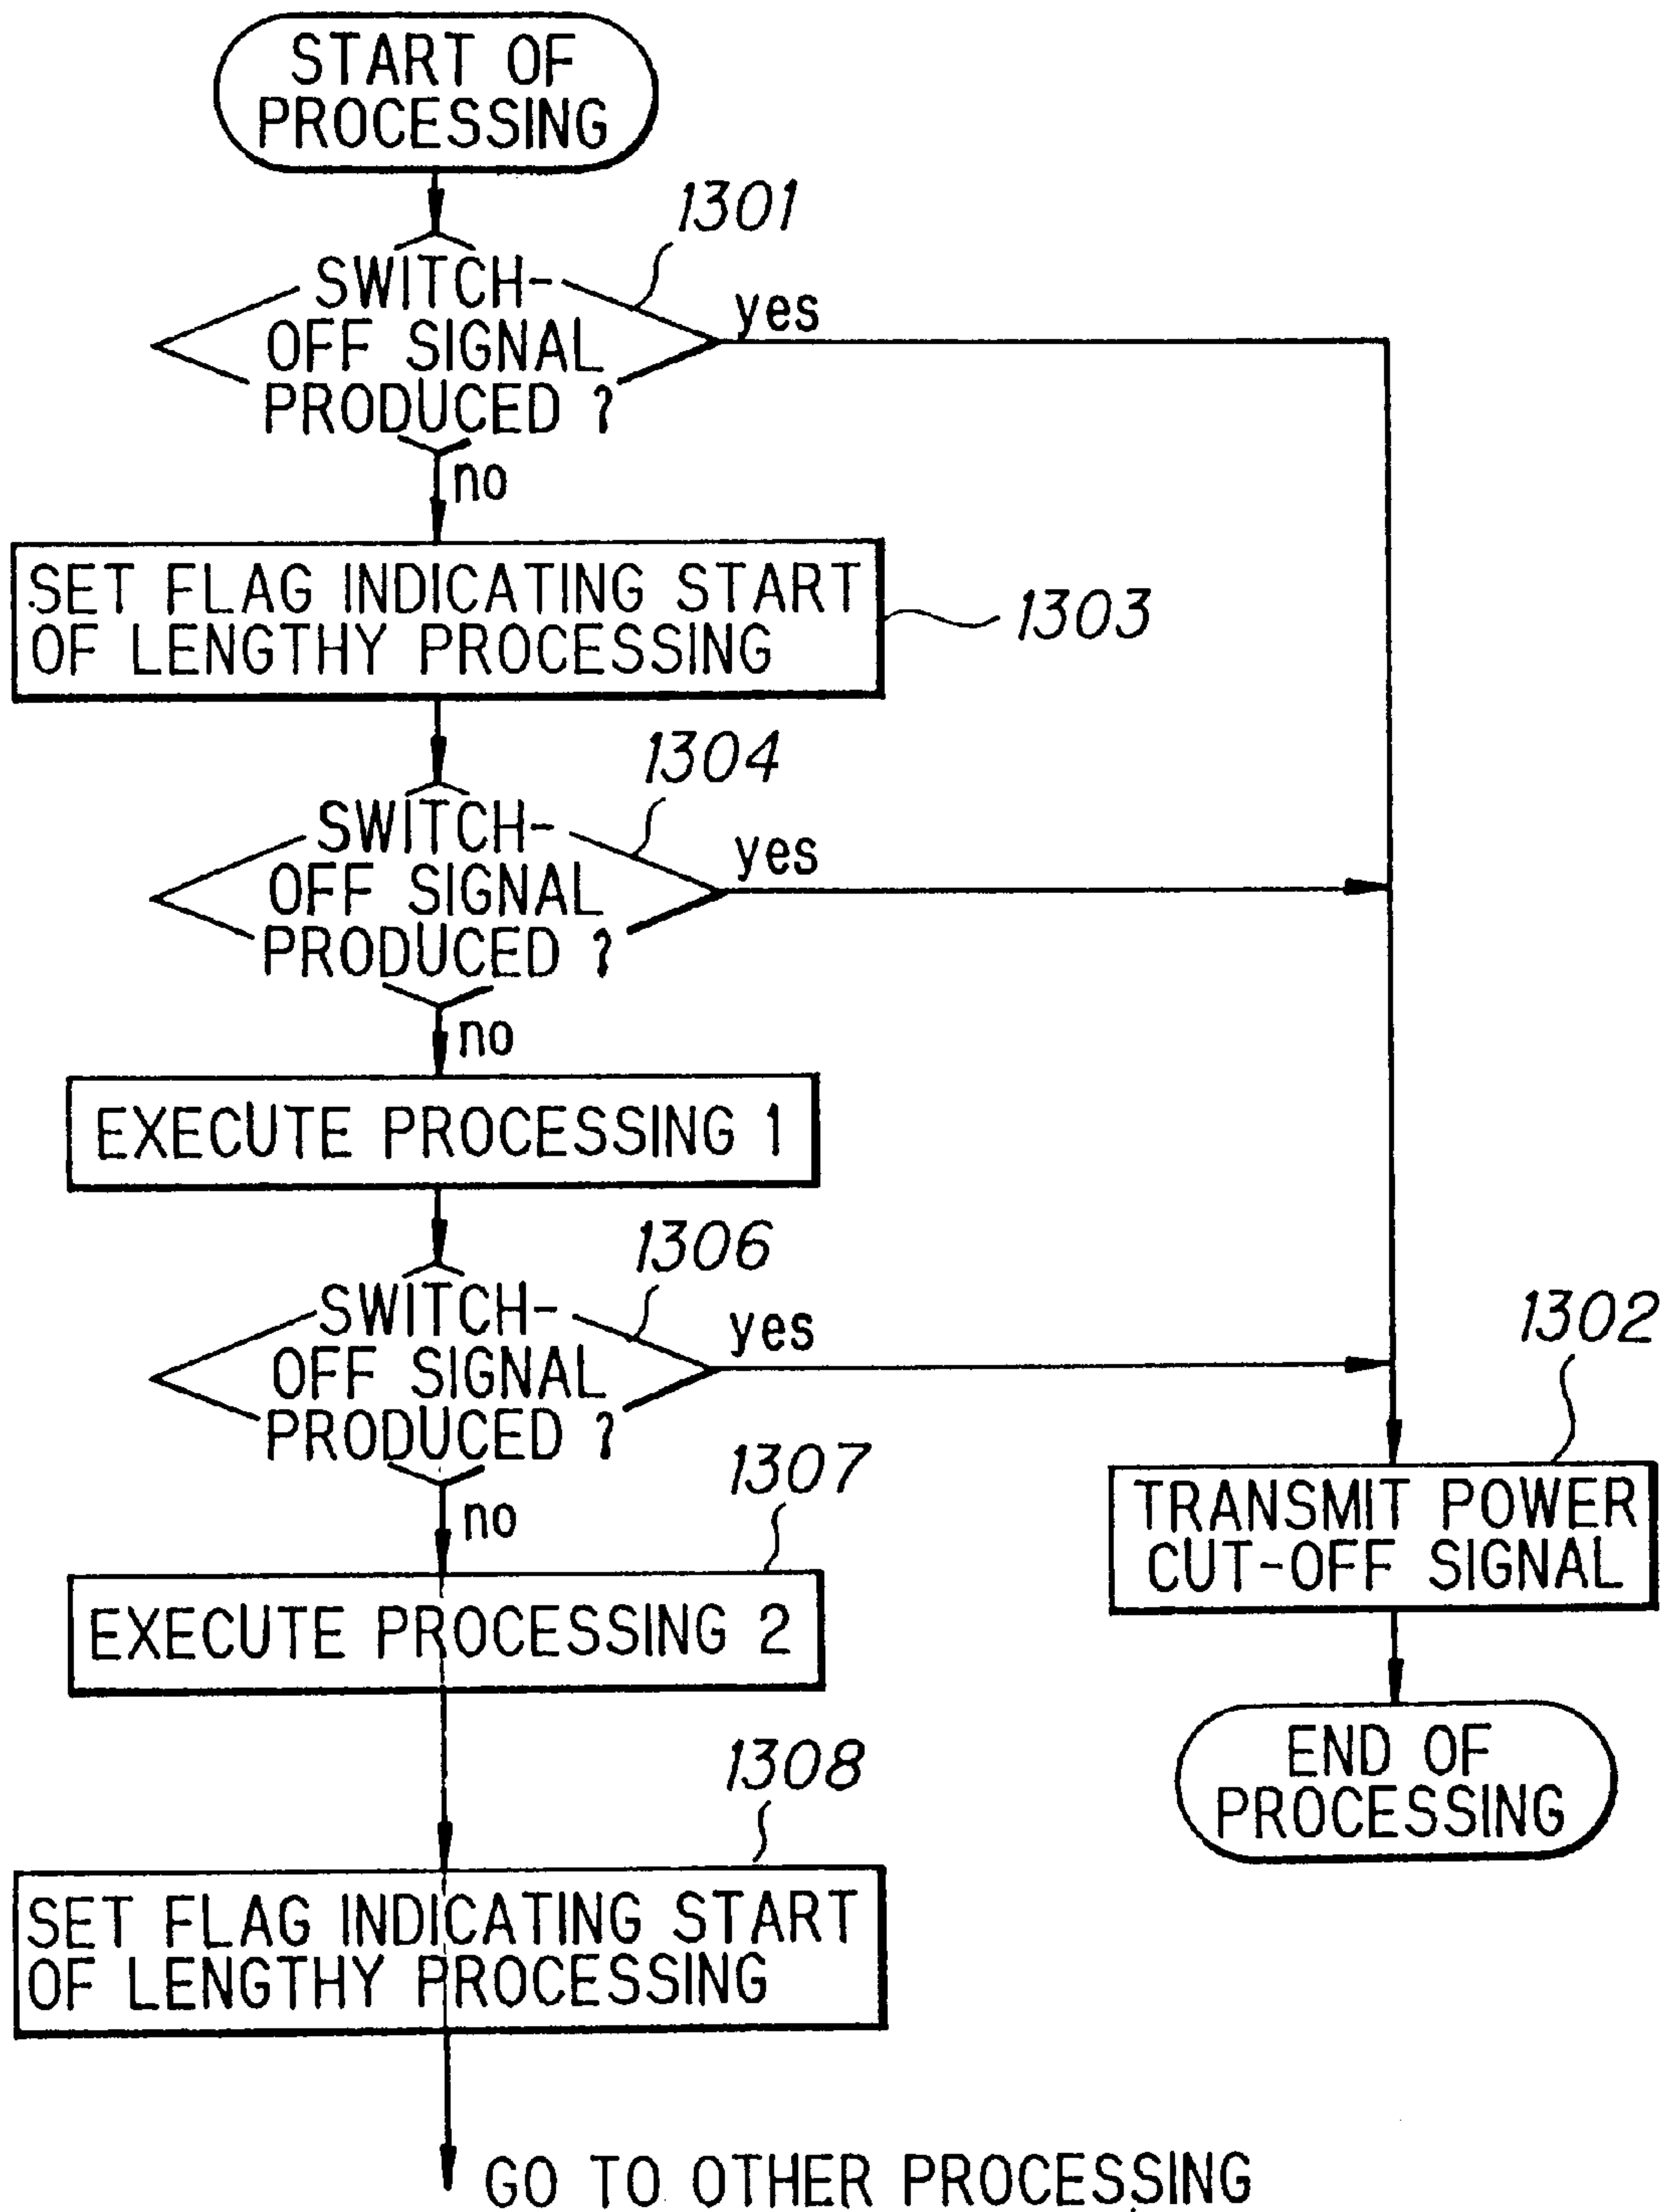 START OF
PROCESSING
1301
SWITCH-
OFF SIGNAL
PRODUCED ?
yes
no
SET FLAG INDICATING START
OF LENGTHY PROCESSING
1303
1304
SWITCH-
OFF SIGNAL
PRODUCED ?
yes
no
EXECUTE PROCESSING 1
1306
SWITCH-
OFF SIGNAL
PRODUCED ?
yes
no
1302
TRANSMIT POWER
CUT-OFF SIGNAL
1307
EXECUTE PROCESSING 2
END OF
PROCESSING
1308
SET FLAG INDICATING START
OF LENGTHY PROCESSING
GO TO OTHER PROCESSING